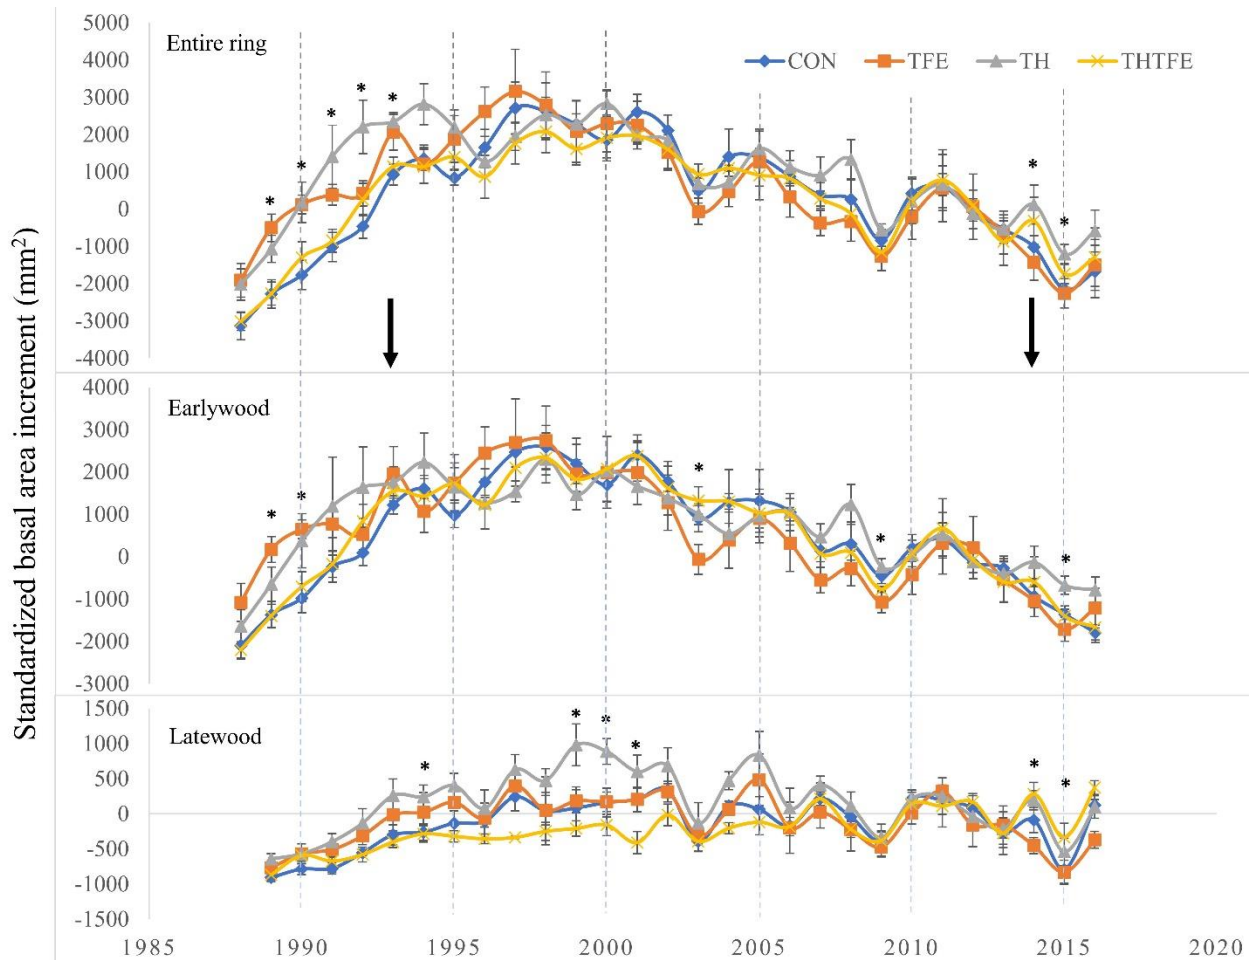 Standardized basal area increment (mm²)
Entire ring
CON TFE TH THTFE
5000
4000
3000
2000
1000
0
-1000
-2000
-3000
-4000
* * * * * * *
Earlywood
4000
3000
2000
1000
0
-1000
-2000
-3000
* * * * *
Latewood
1500
1000
500
0
-500
-1000
-1500
* * * * * *
1985 1990 1995 2000 2005 2010 2015 2020